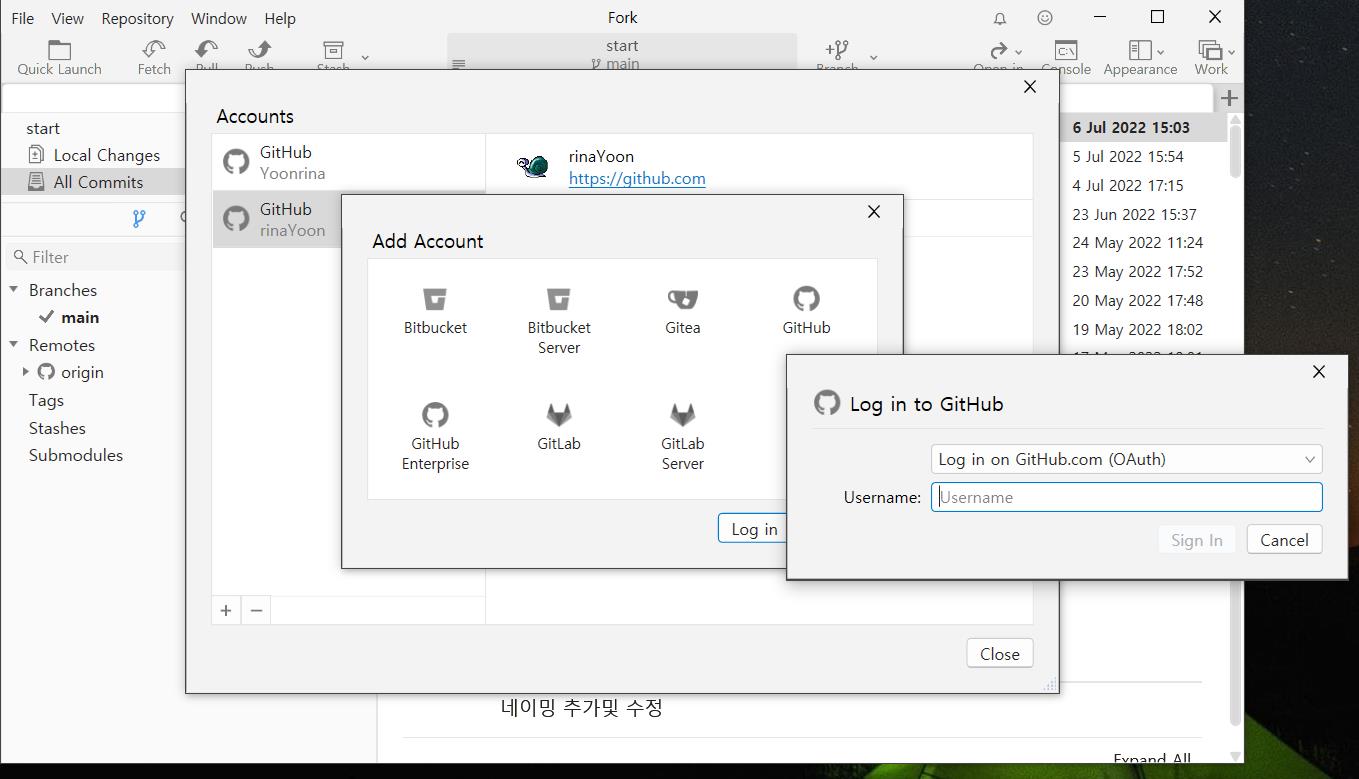 File View Repository Window Help
Fork
Quick Launch
Fetch
Pull
Push
Stash
start
main
Branch
Open in
Console
Appearance
Work
start
Local Changes
All Commits
Filter
Branches
main
Remotes
origin
Tags
Stashes
Submodules
Accounts
GitHub
Yoonrina
GitHub
rinaYoon
rinaYoon
https://github.com
+ −
Close
Add Account
Bitbucket
Bitbucket
Server
Gitea
GitHub
GitHub
Enterprise
GitLab
GitLab
Server
Log in
Log in to GitHub
Log in on GitHub.com (OAuth)
Username:
Username
Sign In
Cancel
6 Jul 2022 15:03
5 Jul 2022 15:54
4 Jul 2022 17:15
23 Jun 2022 15:37
24 May 2022 11:24
23 May 2022 17:52
20 May 2022 17:48
19 May 2022 18:02
네이밍 추가및 수정
Expand All